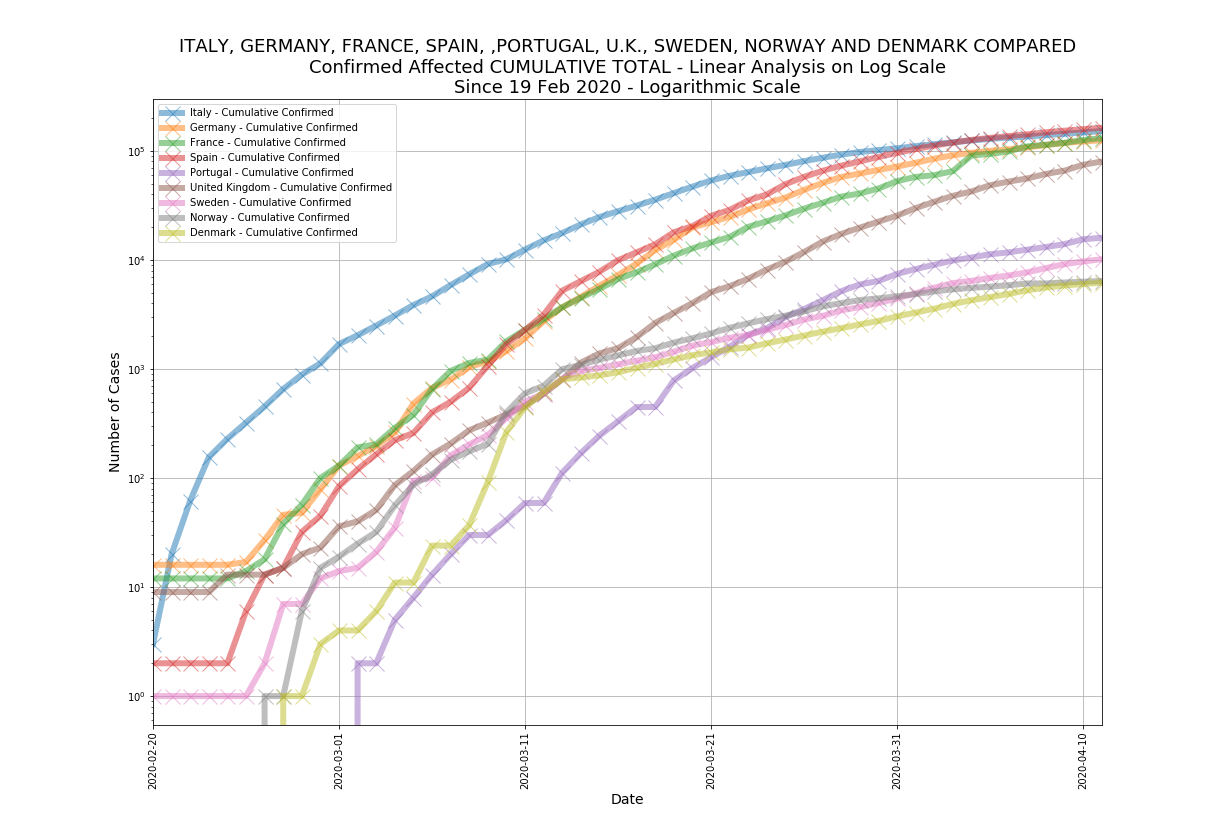 ITALY, GERMANY, FRANCE, SPAIN, ,PORTUGAL, U.K., SWEDEN, NORWAY AND DENMARK COMPARED
Confirmed Affected CUMULATIVE TOTAL - Linear Analysis on Log Scale
Since 19 Feb 2020 - Logarithmic Scale
Italy - Cumulative Confirmed
Germany - Cumulative Confirmed
France - Cumulative Confirmed
Spain - Cumulative Confirmed
Portugal - Cumulative Confirmed
United Kingdom - Cumulative Confirmed
Sweden - Cumulative Confirmed
Norway - Cumulative Confirmed
Denmark - Cumulative Confirmed
Number of Cases
10⁵
10⁴
10³
10²
10¹
10⁰
2020-02-20
2020-03-01
2020-03-11
2020-03-21
2020-03-31
2020-04-10
Date